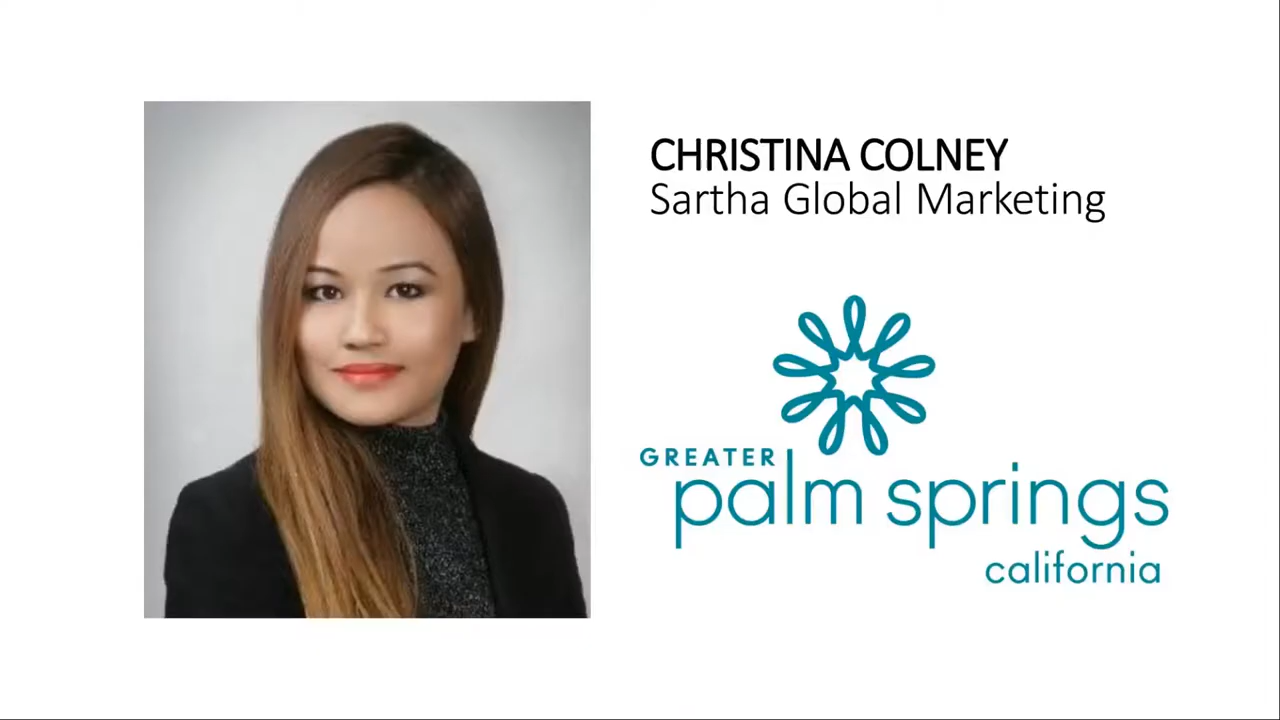 CHRISTINA COLNEY
Sartha Global Marketing
GREATER
palm springs
california